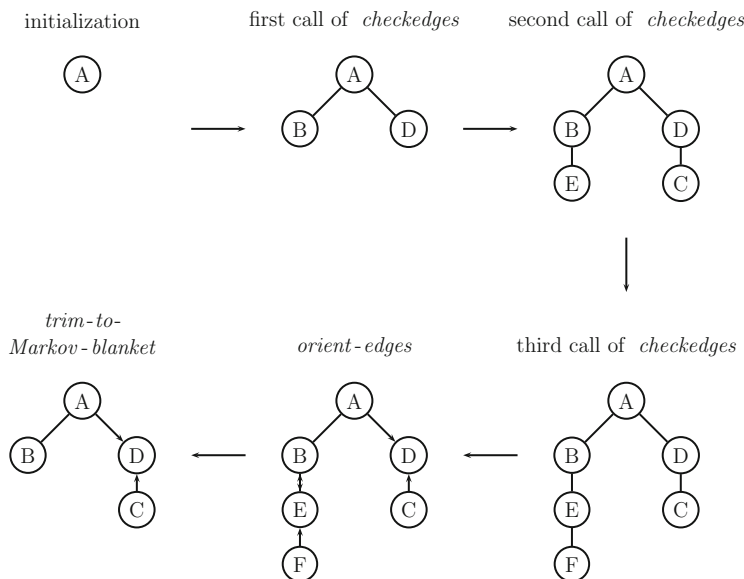 initialization
first call of checkedges
second call of checkedges
A
A
B
D
A
B
D
E
C
trim-to-
Markov-blanket
orient-edges
third call of checkedges
A
B
D
C
A
B
D
E
C
F
A
B
D
E
C
F